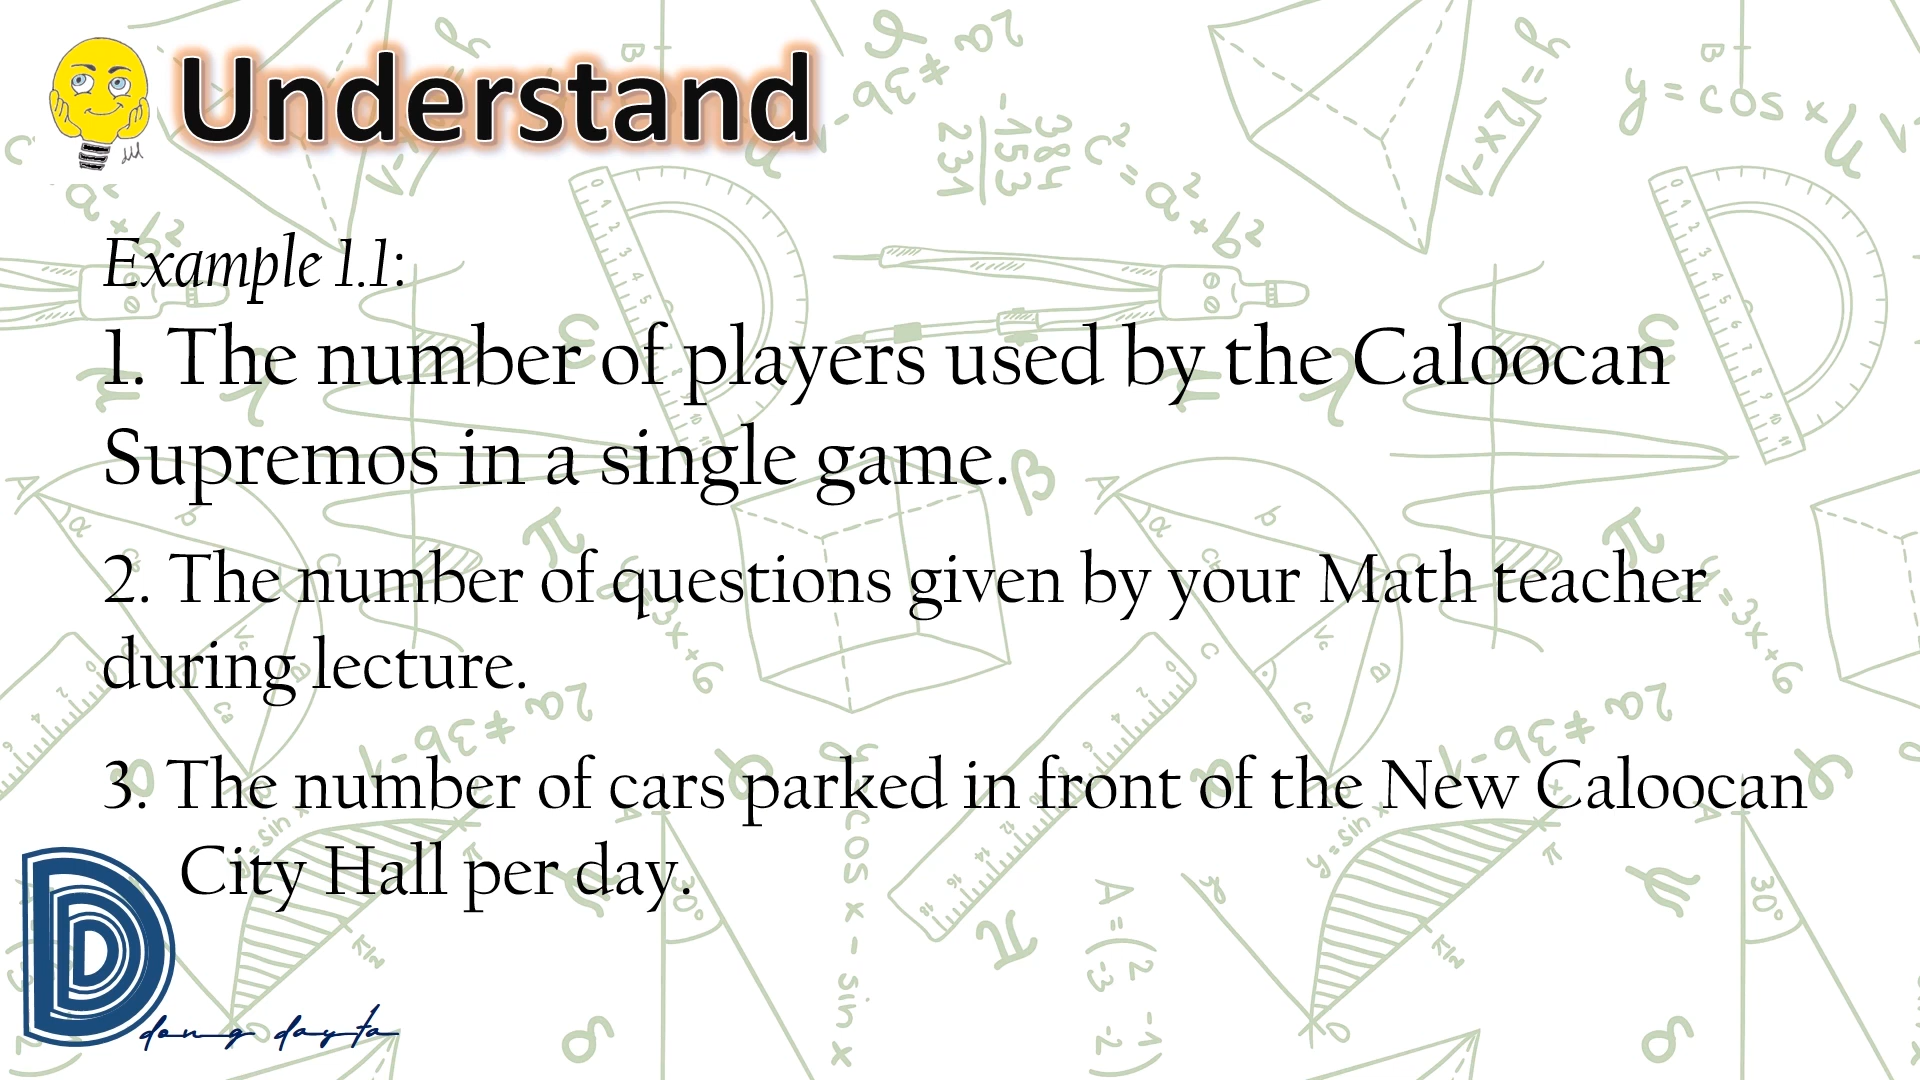 Understand
Example 1.1:
1. The number of players used by the Caloocan
Supremos in a single game.
2. The number of questions given by your Math teacher
during lecture.
3. The number of cars parked in front of the New Caloocan
City Hall per day.
dong dayta